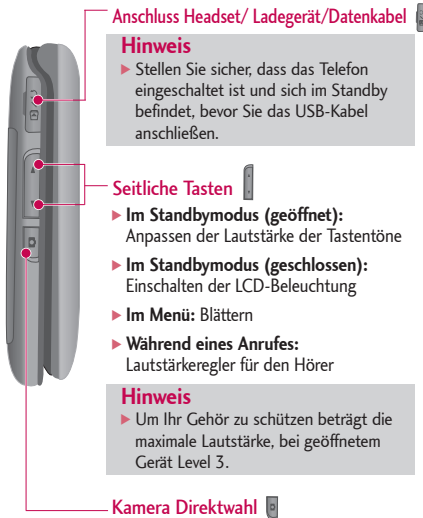 Anschluss Headset/ Ladegerät/Datenkabel
Hinweis
▶ Stellen Sie sicher, dass das Telefon
eingeschaltet ist und sich im Standby
befindet, bevor Sie das USB-Kabel
anschließen.
Seitliche Tasten
▶ Im Standbymodus (geöffnet):
Anpassen der Lautstärke der Tastentöne
▶ Im Standbymodus (geschlossen):
Einschalten der LCD-Beleuchtung
▶ Im Menü: Blättern
▶ Während eines Anrufes:
Lautstärkeregler für den Hörer
Hinweis
▶ Um Ihr Gehör zu schützen beträgt die
maximale Lautstärke, bei geöffnetem
Gerät Level 3.
Kamera Direktwahl